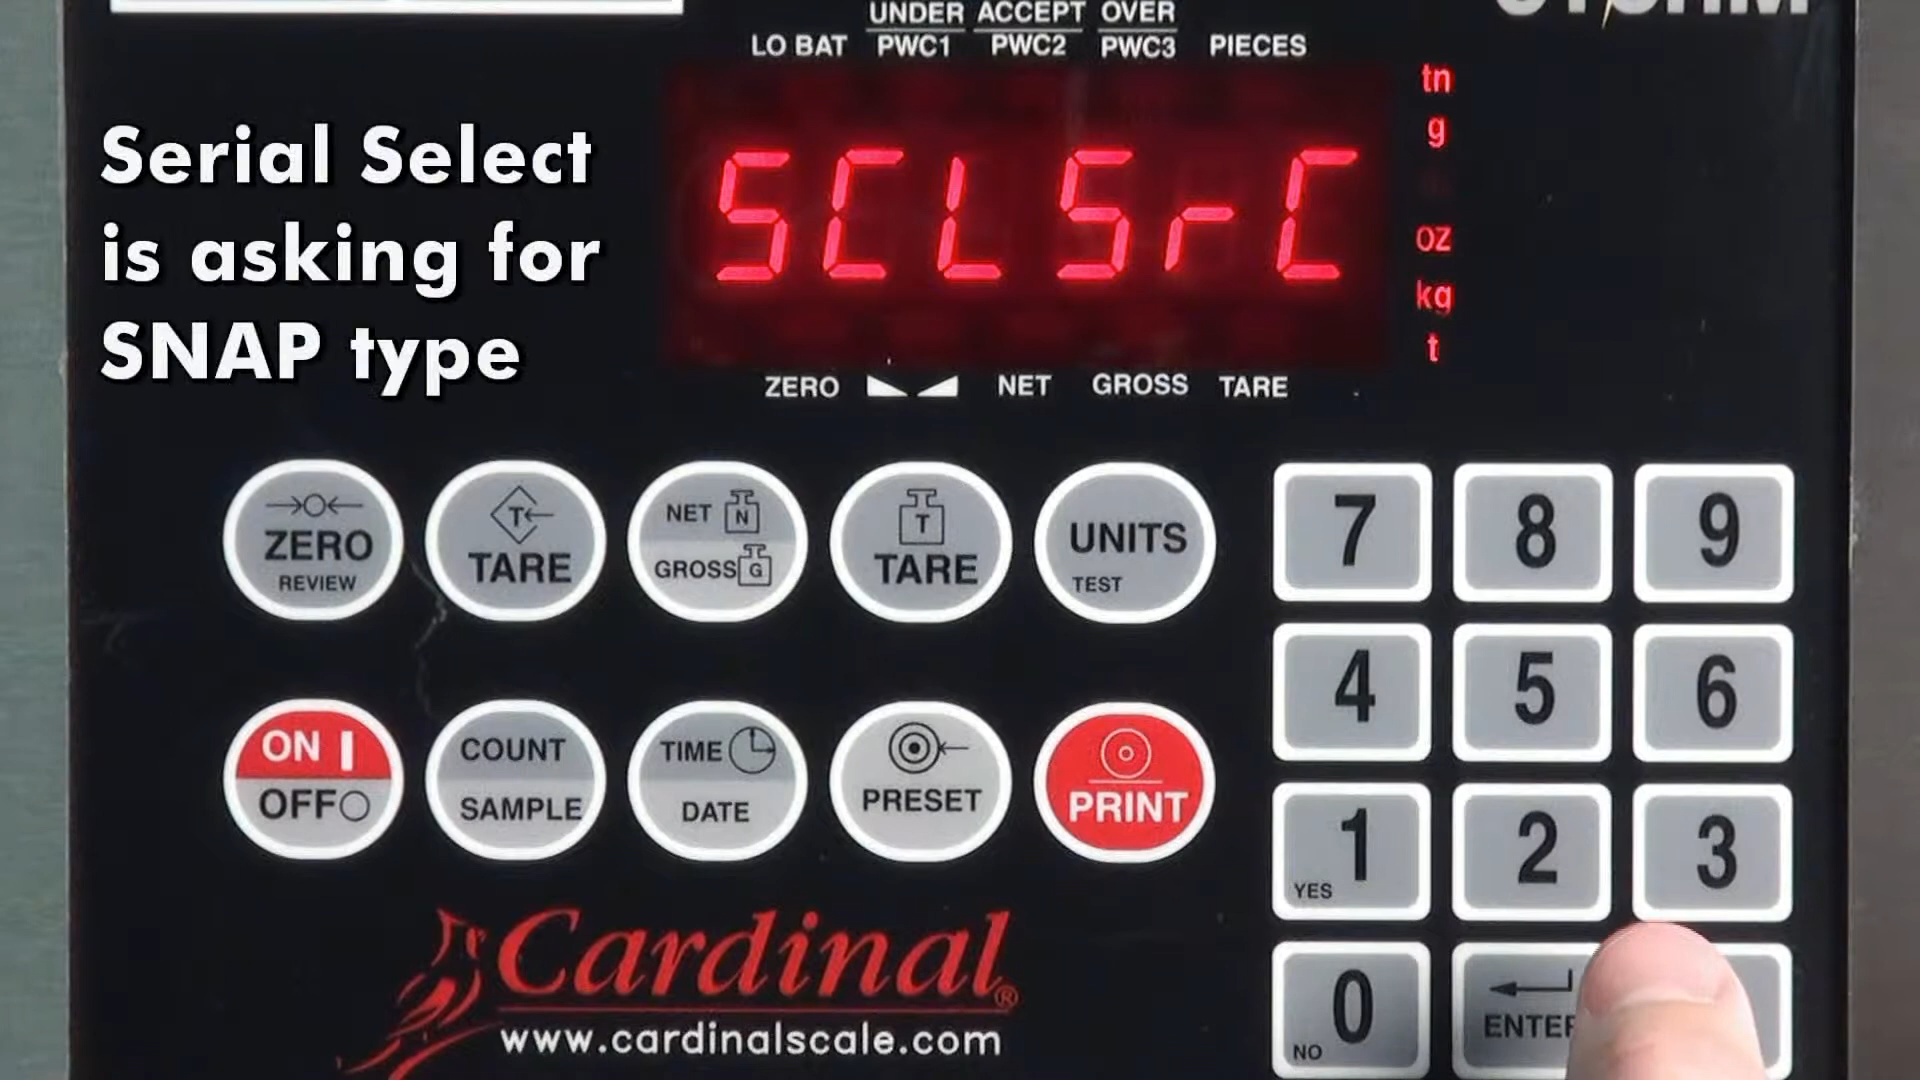 UNDER ACCEPT OVER
LO BAT PWC1 PWC2 PWC3 PIECES
tn
g
oz
kg
t
Serial Select
is asking for
SNAP type
SCLSrC
ZERO NET GROSS TARE
ZERO
REVIEW
T
TARE
NET N
GROSS G
T
TARE
UNITS
TEST
7 8 9
4 5 6
ON I
OFF O
COUNT
SAMPLE
TIME
DATE
PRESET
PRINT
1 YES
2
3
Cardinal®
www.cardinalscale.com
0 NO